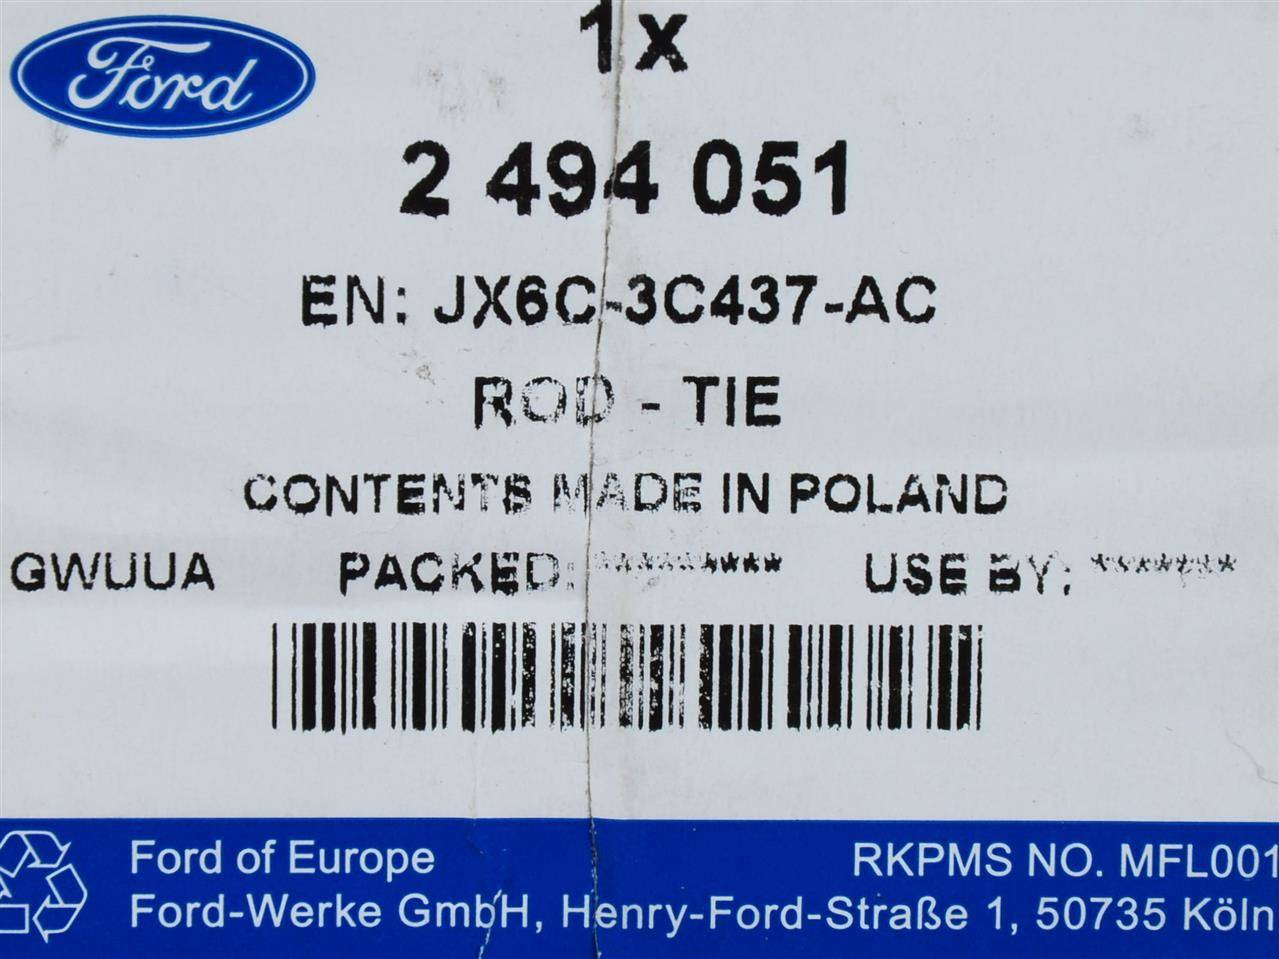 Ford
1x
2 494 051
EN: JX6C-3C437-AC
ROD - TIE
CONTENTS MADE IN POLAND
GWUUA PACKED: ********* USE BY: *******
Ford of Europe RKPMS NO. MFL001
Ford-Werke GmbH, Henry-Ford-Straße 1, 50735 Köln